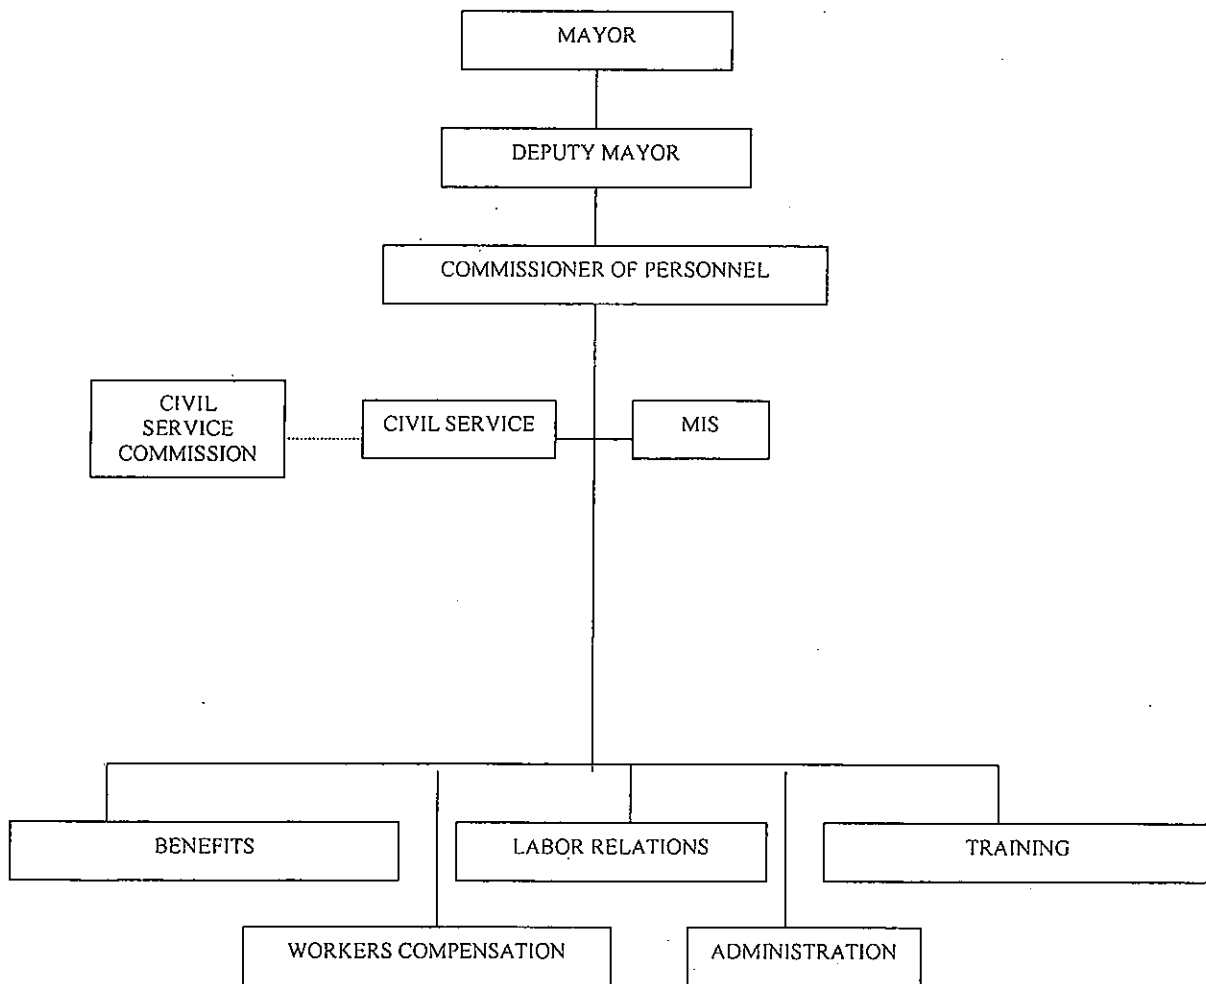 MAYOR
DEPUTY MAYOR
COMMISSIONER OF PERSONNEL
CIVIL
SERVICE
COMMISSION
CIVIL SERVICE
MIS
BENEFITS
LABOR RELATIONS
TRAINING
WORKERS COMPENSATION
ADMINISTRATION